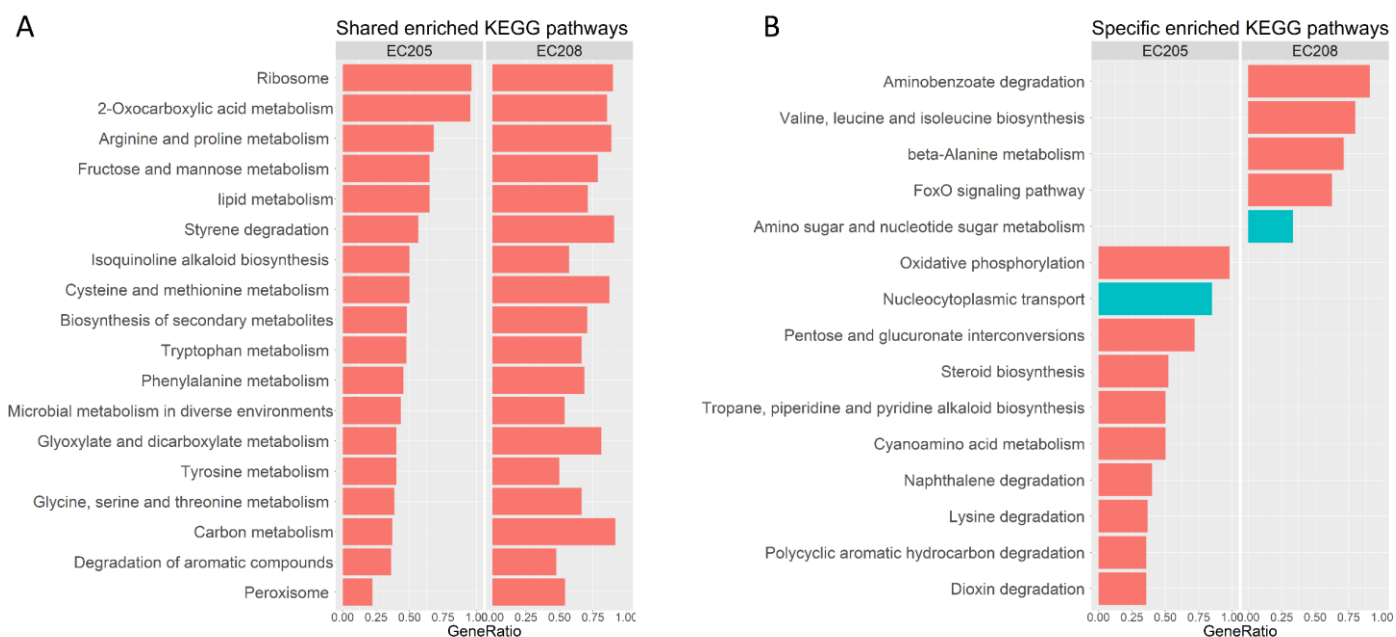 A
Shared enriched KEGG pathways
EC205 EC208
Ribosome
2-Oxocarboxylic acid metabolism
Arginine and proline metabolism
Fructose and mannose metabolism
lipid metabolism
Styrene degradation
Isoquinoline alkaloid biosynthesis
Cysteine and methionine metabolism
Biosynthesis of secondary metabolites
Tryptophan metabolism
Phenylalanine metabolism
Microbial metabolism in diverse environments
Glyoxylate and dicarboxylate metabolism
Tyrosine metabolism
Glycine, serine and threonine metabolism
Carbon metabolism
Degradation of aromatic compounds
Peroxisome
0.00 0.25 0.50 0.75 1.00 0.00 0.25 0.50 0.75 1.00
GeneRatio
B
Specific enriched KEGG pathways
EC205 EC208
Aminobenzoate degradation
Valine, leucine and isoleucine biosynthesis
beta-Alanine metabolism
FoxO signaling pathway
Amino sugar and nucleotide sugar metabolism
Oxidative phosphorylation
Nucleocytoplasmic transport
Pentose and glucuronate interconversions
Steroid biosynthesis
Tropane, piperidine and pyridine alkaloid biosynthesis
Cyanoamino acid metabolism
Naphthalene degradation
Lysine degradation
Polycyclic aromatic hydrocarbon degradation
Dioxin degradation
0.00 0.25 0.50 0.75 1.00 0.00 0.25 0.50 0.75 1.00
GeneRatio